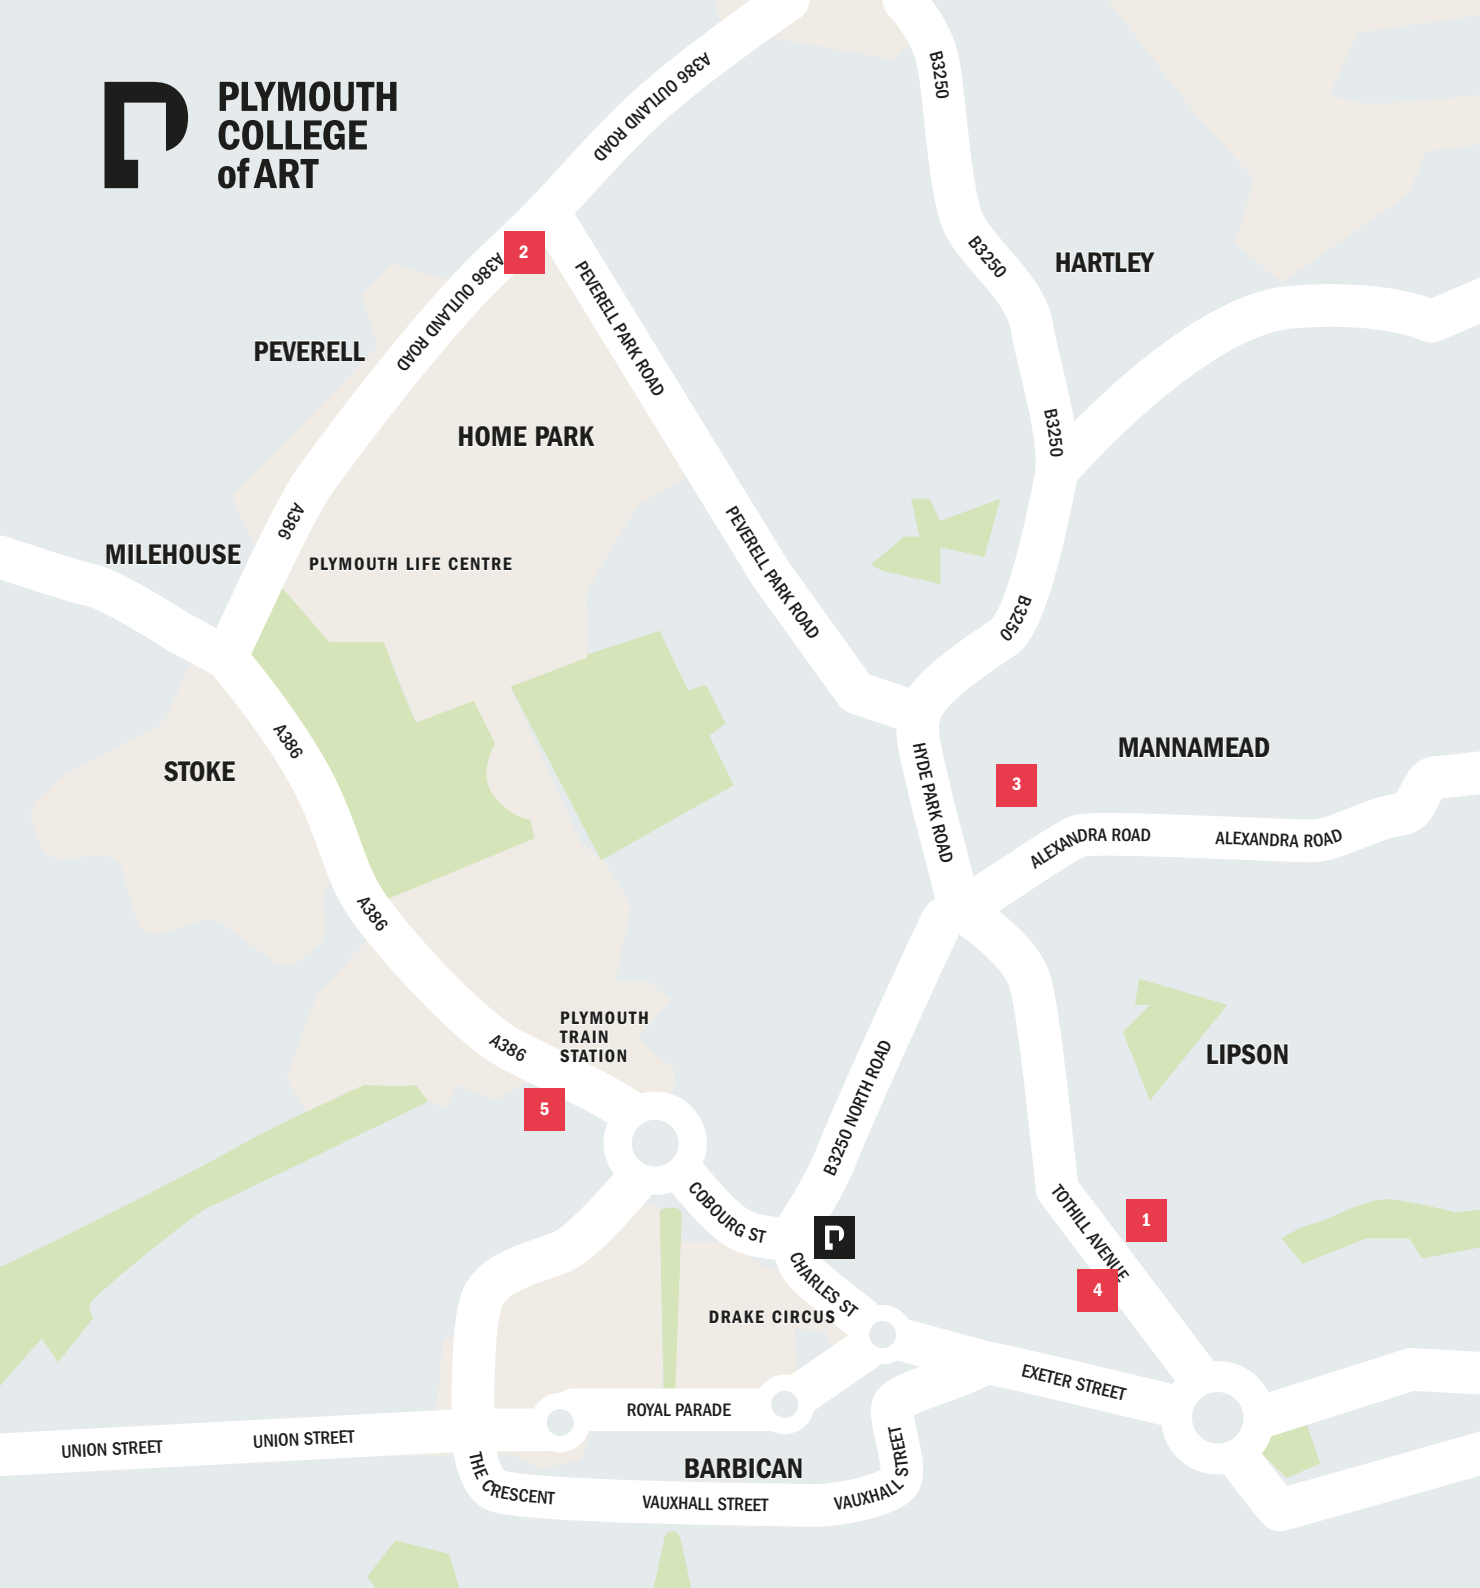 PLYMOUTH
COLLEGE
of ART
A386 OUTLAND ROAD
B3250
B3250
HARTLEY
2
A386 OUTLAND ROAD
PEVERELL PARK ROAD
PEVERELL
HOME PARK
B3250
A386
MILEHOUSE
PLYMOUTH LIFE CENTRE
PEVERELL PARK ROAD
B3250
A386
STOKE
HYDE PARK ROAD
MANNAMEAD
3
ALEXANDRA ROAD
ALEXANDRA ROAD
A386
PLYMOUTH
TRAIN
STATION
A386
B3250 NORTH ROAD
LIPSON
5
COBOURG ST
TOTHILL AVENUE
1
CHARLES ST
4
DRAKE CIRCUS
EXETER STREET
ROYAL PARADE
UNION STREET
UNION STREET
BARBICAN
THE CRESCENT
VAUXHALL STREET
VAUXHALL STREET